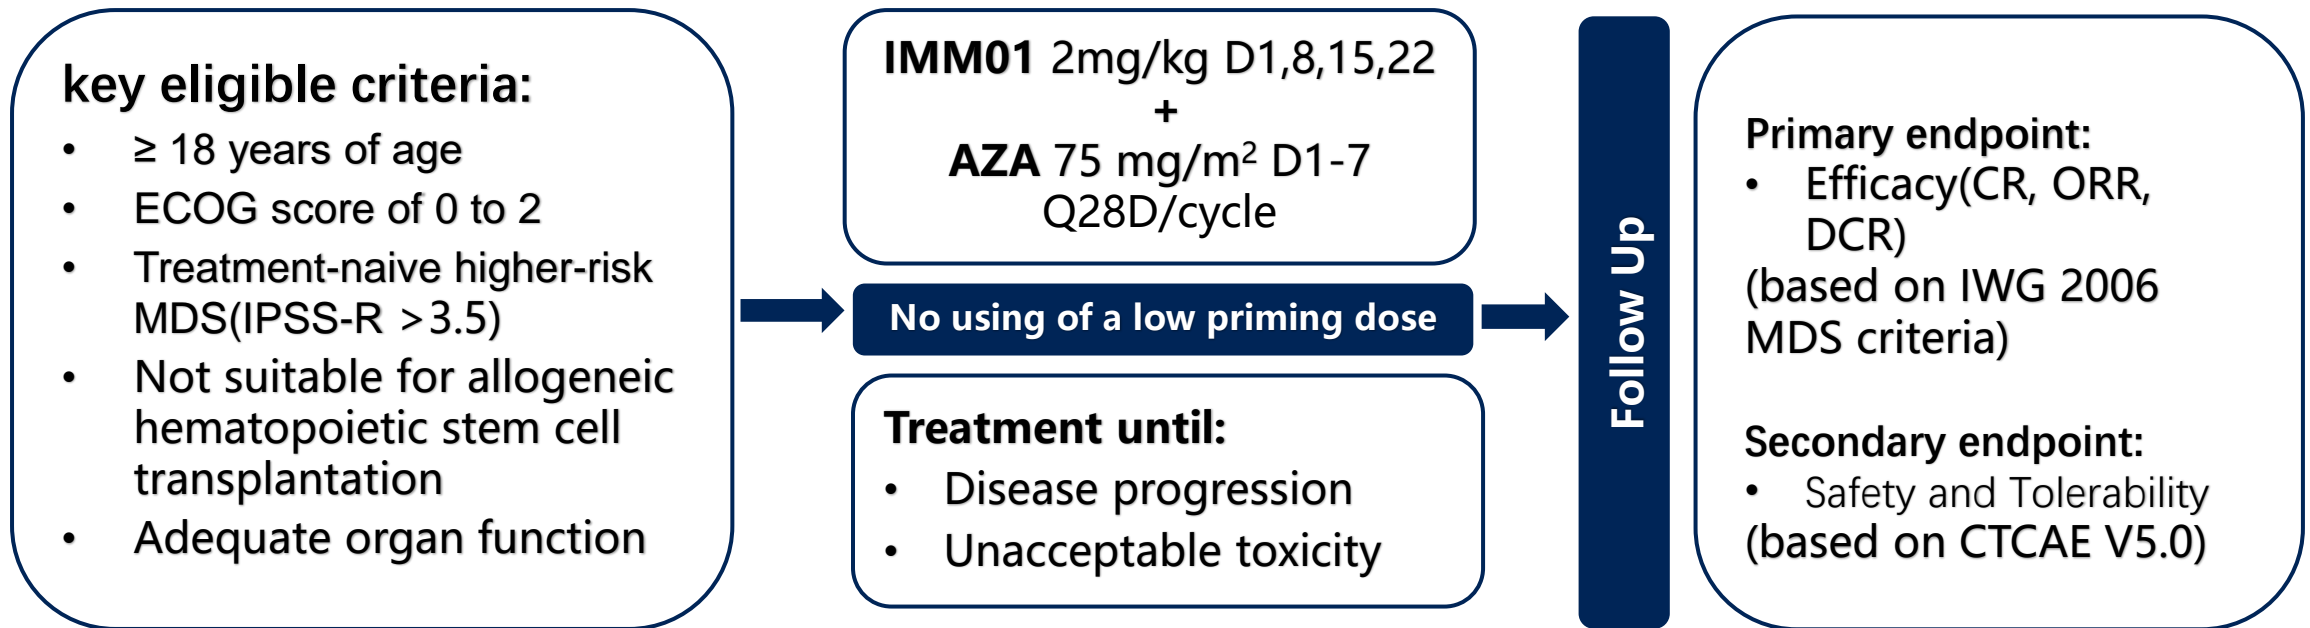 key eligible criteria:
• ≥ 18 years of age
• ECOG score of 0 to 2
• Treatment-naive higher-risk
MDS(IPSS-R >3.5)
• Not suitable for allogeneic
hematopoietic stem cell
transplantation
• Adequate organ function
IMM01 2mg/kg D1,8,15,22
+
AZA 75 mg/m² D1-7
Q28D/cycle
No using of a low priming dose
Treatment until:
• Disease progression
• Unacceptable toxicity
Follow Up
Primary endpoint:
• Efficacy(CR, ORR,
DCR)
(based on IWG 2006
MDS criteria)
Secondary endpoint:
• Safety and Tolerability
(based on CTCAE V5.0)